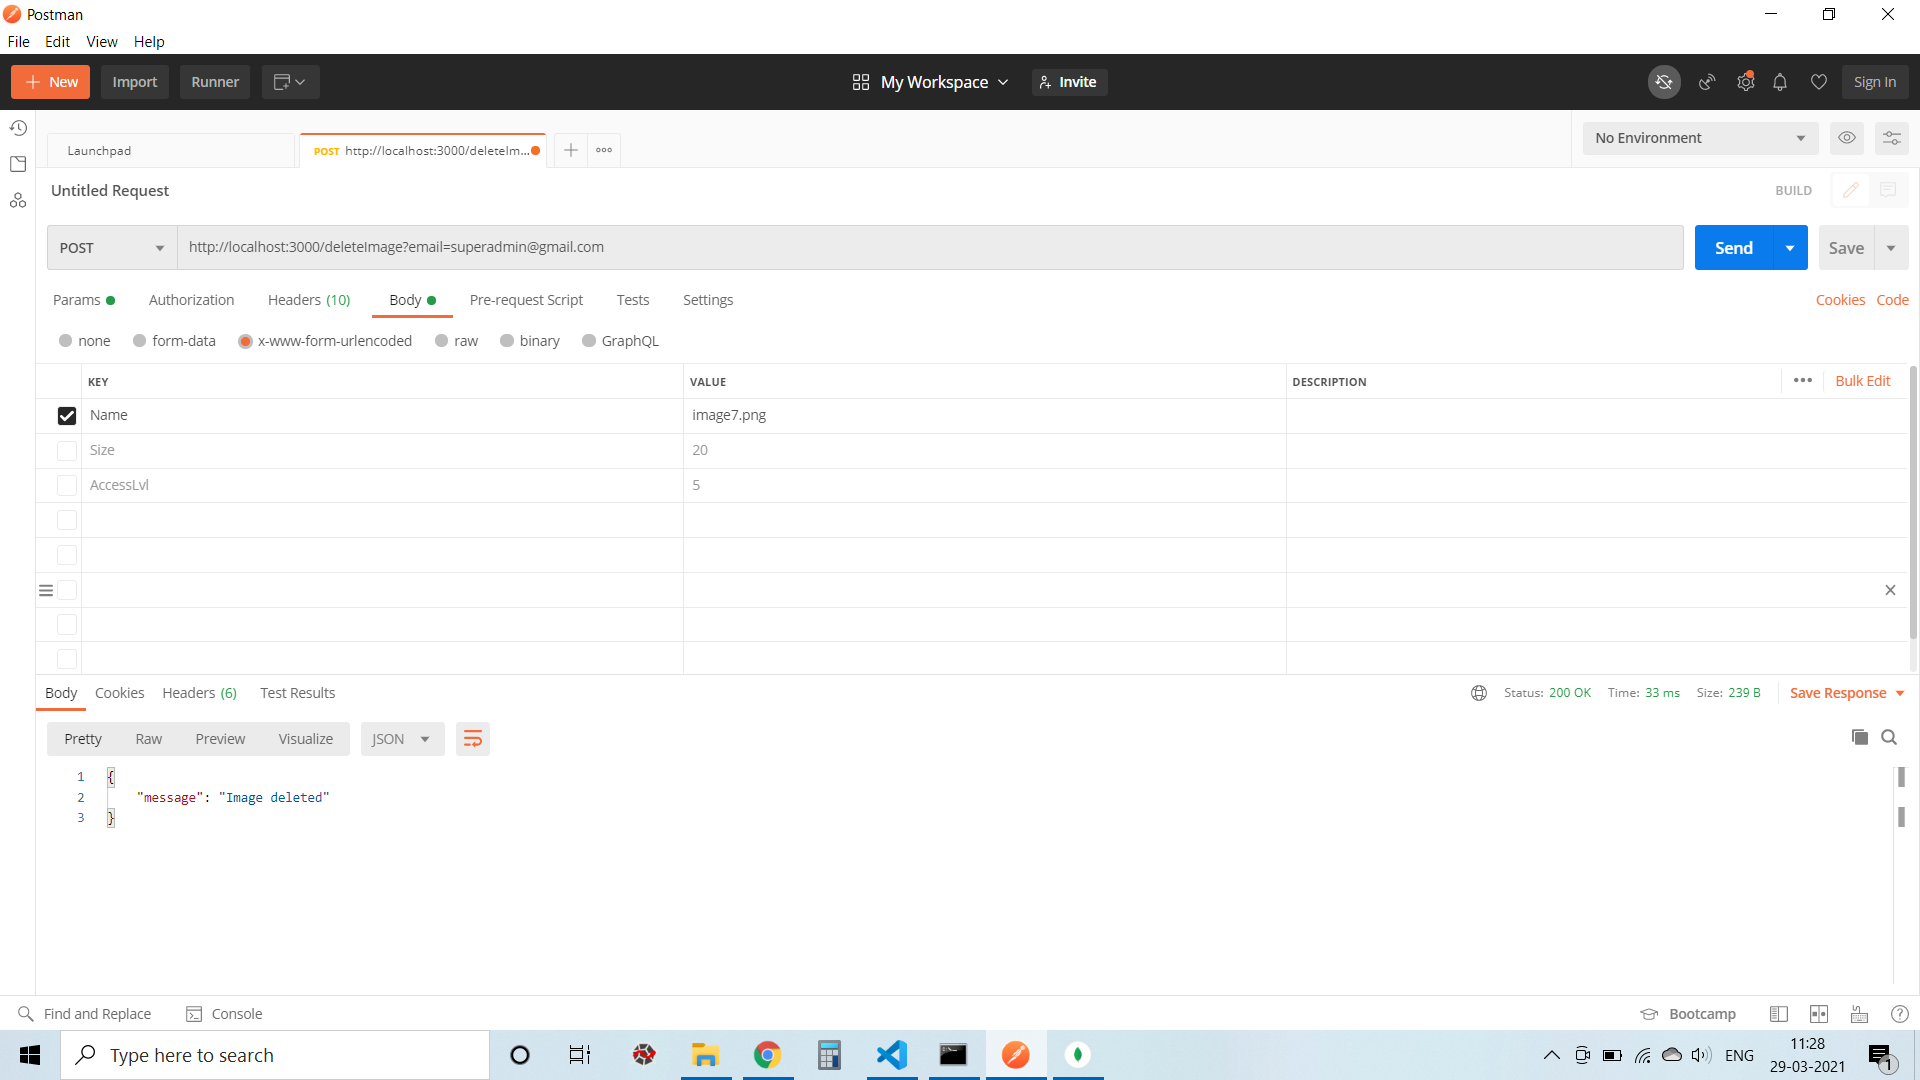 Postman
File Edit View Help
New Import Runner My Workspace Invite Sign In
Launchpad POST http://localhost:3000/deleteIm... No Environment
Untitled Request BUILD
POST http://localhost:3000/deleteImage?email=superadmin@gmail.com Send Save
Params Authorization Headers (10) Body Pre-request Script Tests Settings Cookies Code
none form-data x-www-form-urlencoded raw binary GraphQL
KEY VALUE DESCRIPTION Bulk Edit
Name image7.png
Size 20
AccessLvl 5
Body Cookies Headers (6) Test Results Status: 200 OK Time: 33 ms Size: 239 B Save Response
Pretty Raw Preview Visualize JSON
1 {
2 "message": "Image deleted"
3 }
Find and Replace Console Bootcamp
Type here to search ENG 11:28
29-03-2021 1